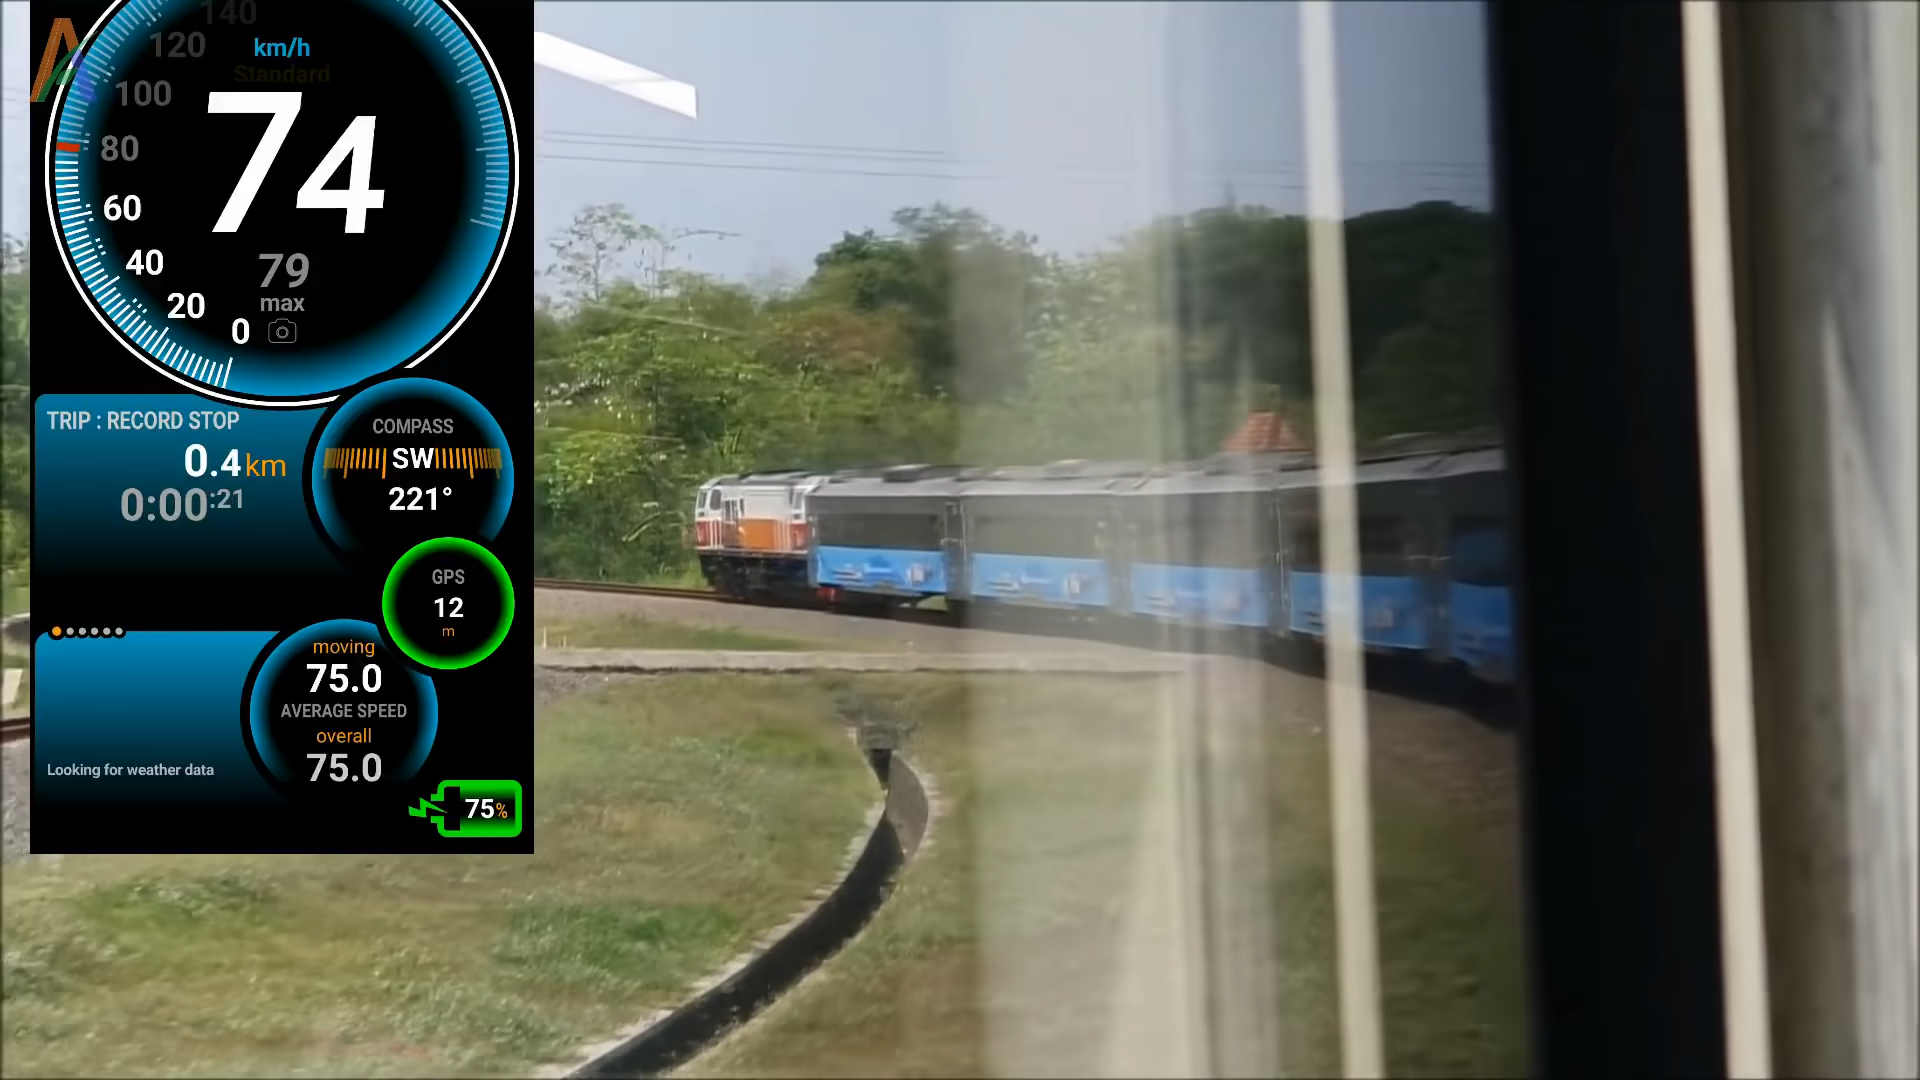 140
120
km/h
Standard
100
74
80
60
79
40
max
20
0
TRIP : RECORD STOP
0.4 km
0:00:21
COMPASS
SW
221°
GPS
12
m
moving
75.0
AVERAGE SPEED
overall
75.0
Looking for weather data
75%